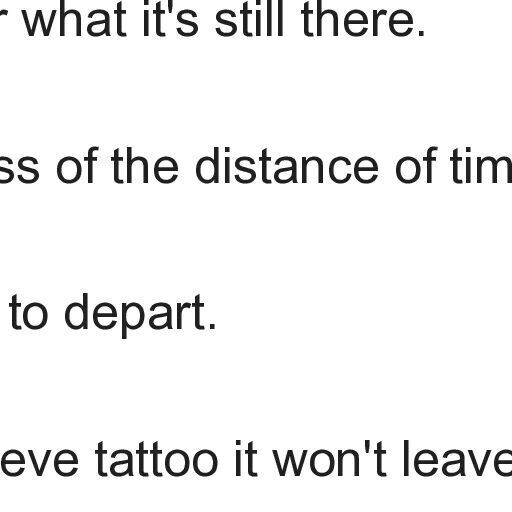 r what it's still there.
ss of the distance of tim
to depart.
eve tattoo it won't leave